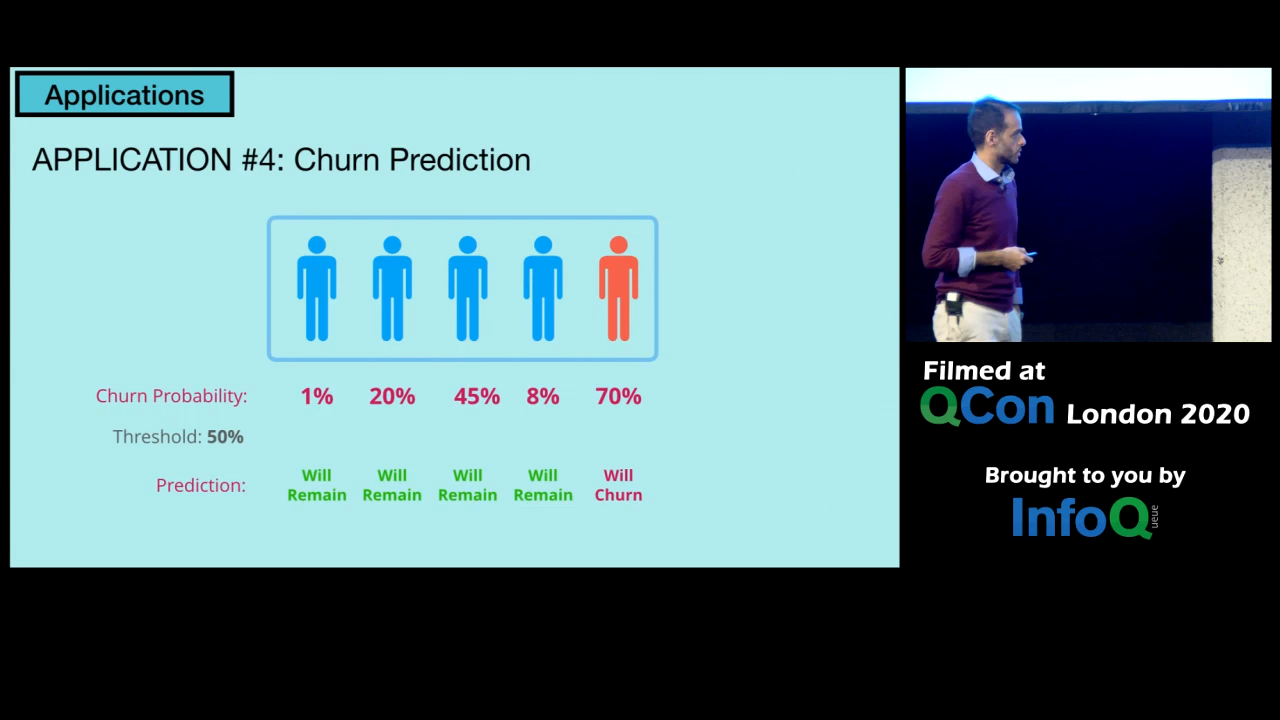 Applications
APPLICATION #4: Churn Prediction
Churn Probability: 1% 20% 45% 8% 70%
Threshold: 50%
Prediction: Will Remain Will Remain Will Remain Will Remain Will Churn
Filmed at
QCon London 2020
Brought to you by
InfoQueue